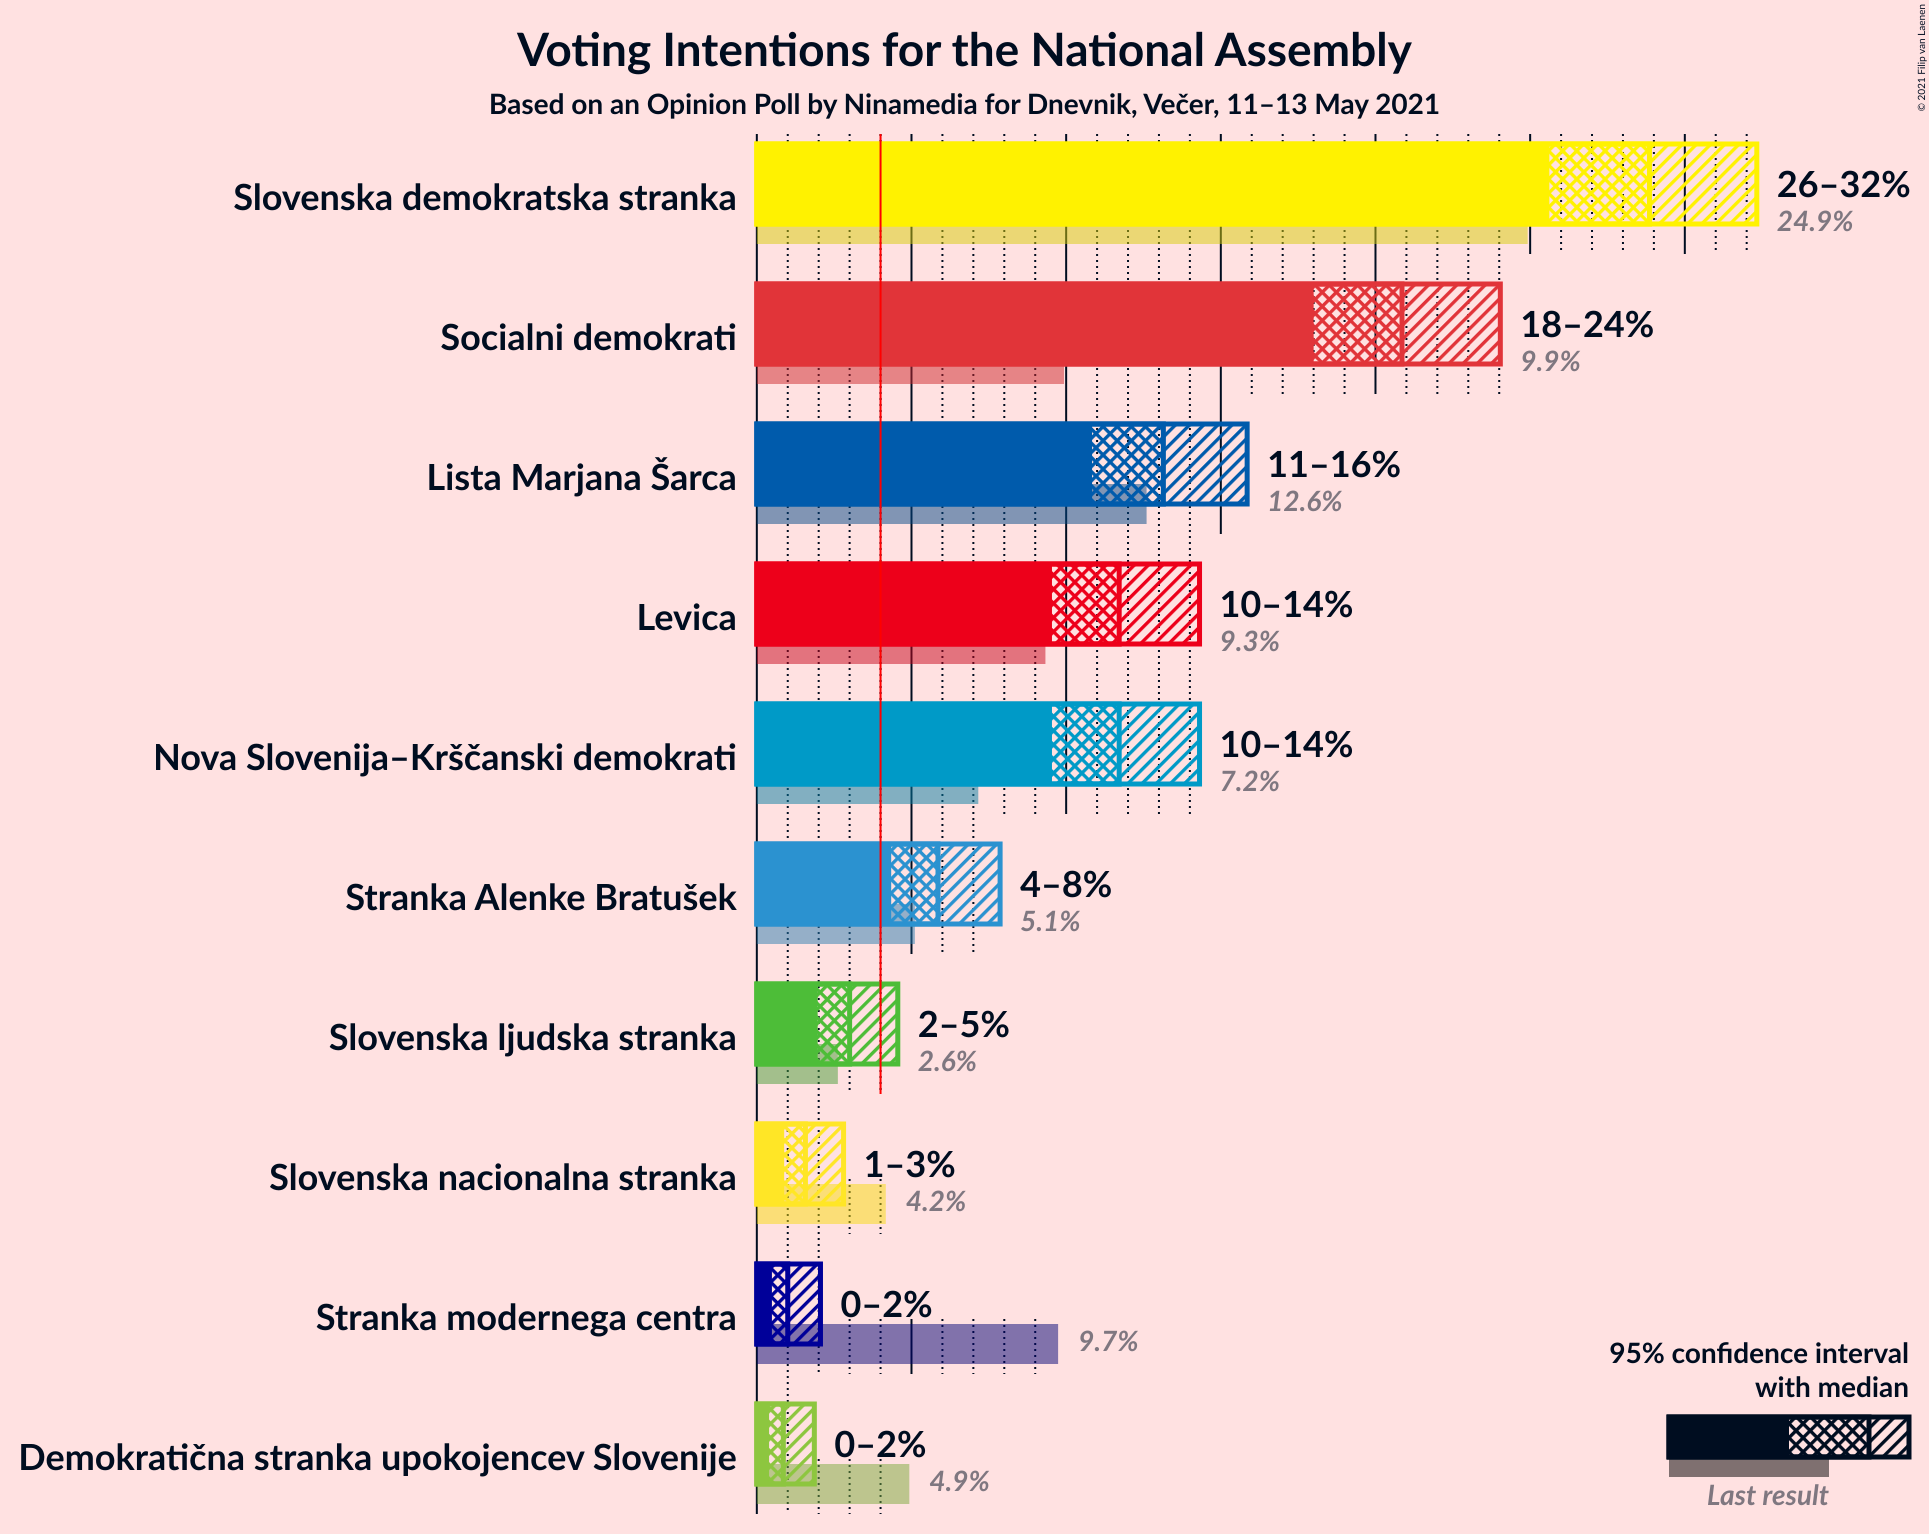 Voting Intentions for the National Assembly
Based on an Opinion Poll by Ninamedia for Dnevnik, Večer, 11–13 May 2021
© 2021 Filip van Laenen
Slovenska demokratska stranka
26–32%
24.9%
Socialni demokrati
18–24%
9.9%
Lista Marjana Šarca
11–16%
12.6%
Levica
10–14%
9.3%
Nova Slovenija–Krščanski demokrati
10–14%
7.2%
Stranka Alenke Bratušek
4–8%
5.1%
Slovenska ljudska stranka
2–5%
2.6%
Slovenska nacionalna stranka
1–3%
4.2%
Stranka modernega centra
0–2%
9.7%
Demokratična stranka upokojencev Slovenije
0–2%
4.9%
95% confidence interval
with median
Last result